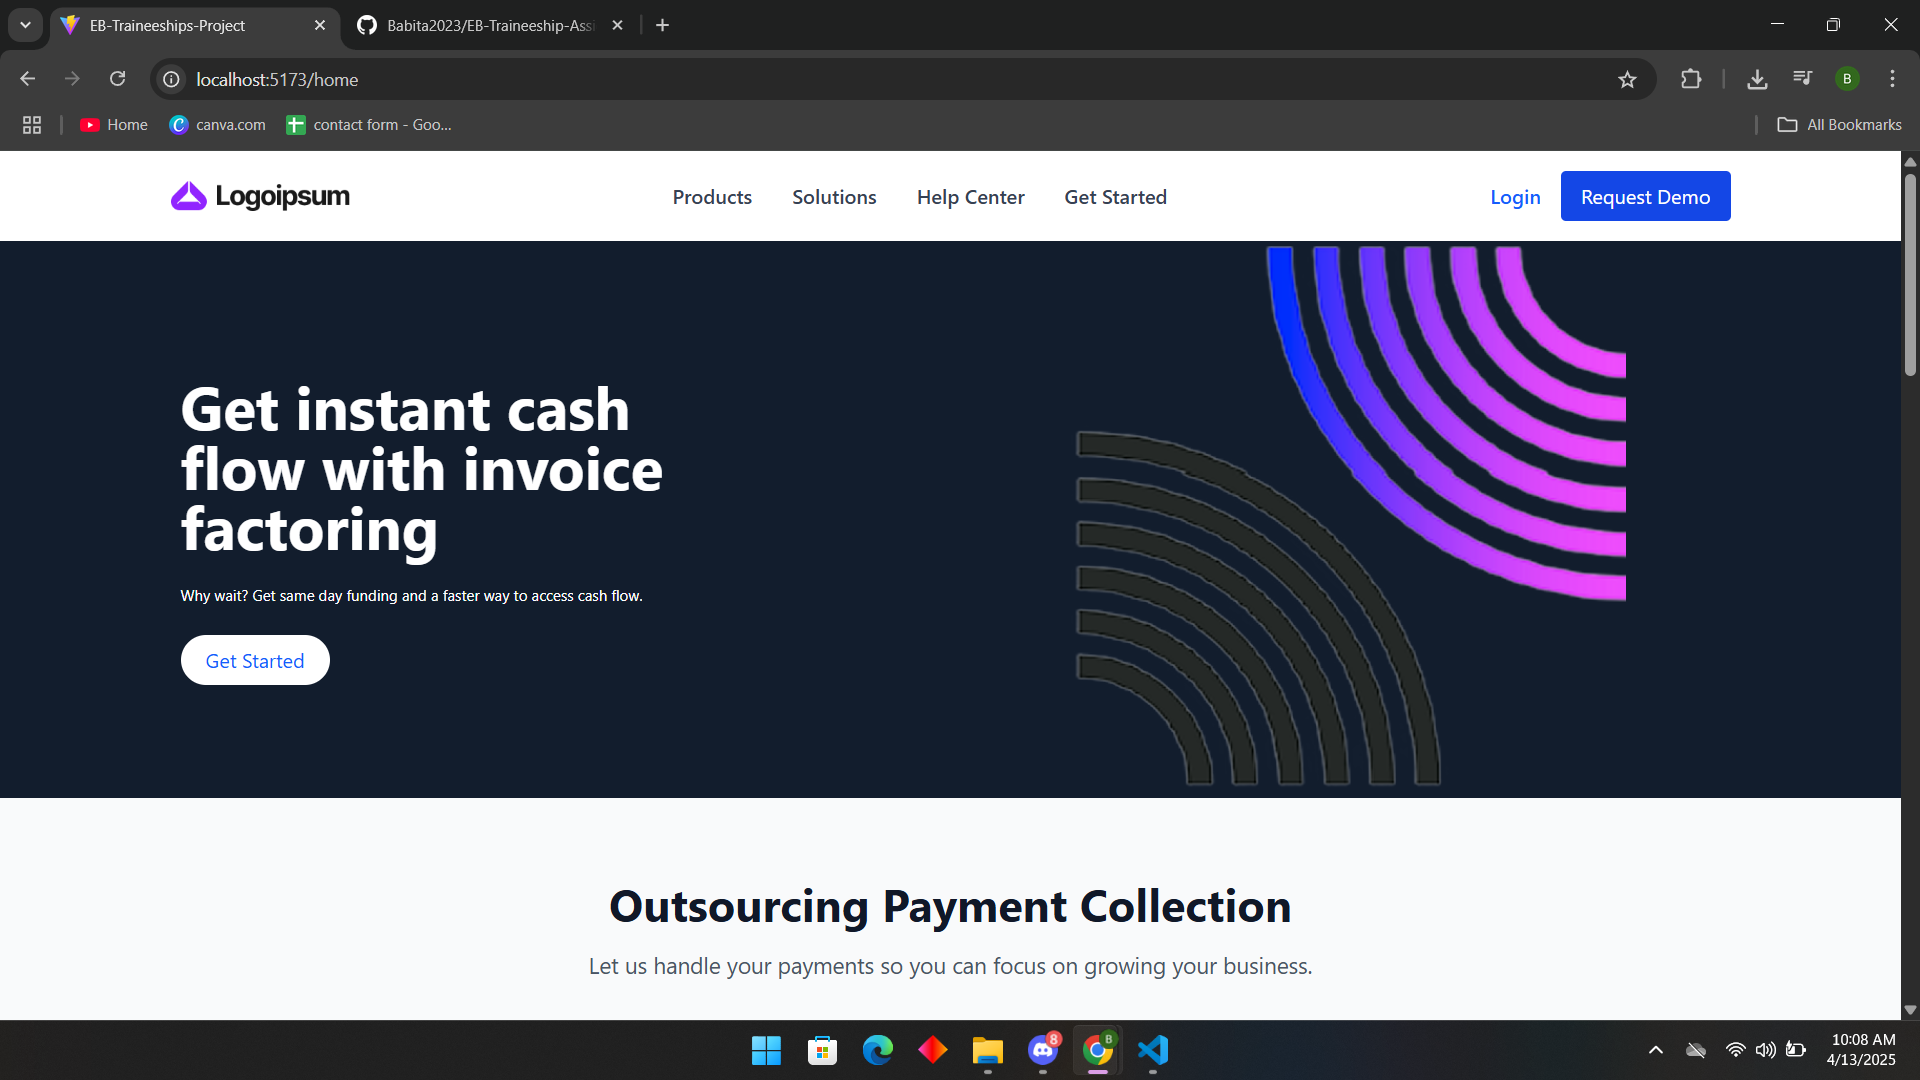 EB-Traineeships-Project
Babita2023/EB-Traineeship-Assi
localhost:5173/home
B
Home
canva.com
contact form - Goo...
All Bookmarks
Logoipsum
Products
Solutions
Help Center
Get Started
Login
Request Demo
Get instant cash
flow with invoice
factoring
Why wait? Get same day funding and a faster way to access cash flow.
Get Started
Outsourcing Payment Collection
Let us handle your payments so you can focus on growing your business.
8
B
10:08 AM
4/13/2025